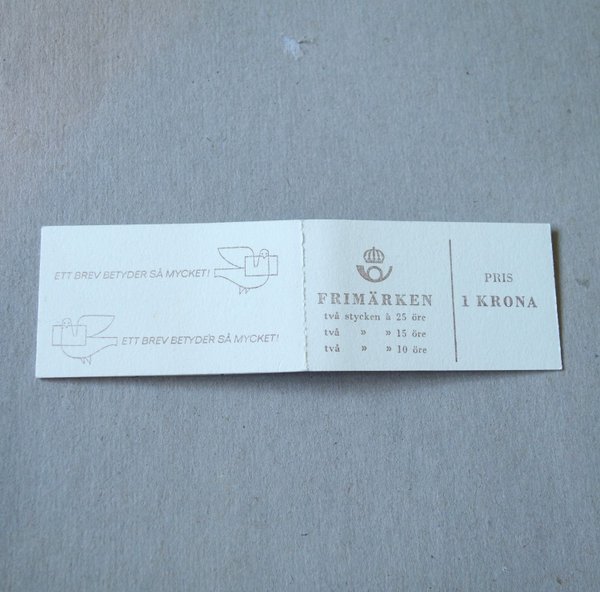 ETT BREV BETYDER SÅ MYCKET!
ETT BREV BETYDER SÅ MYCKET!
FRIMÄRKEN
två stycken à 25 öre
två » » 15 öre
två » » 10 öre
PRIS
1 KRONA